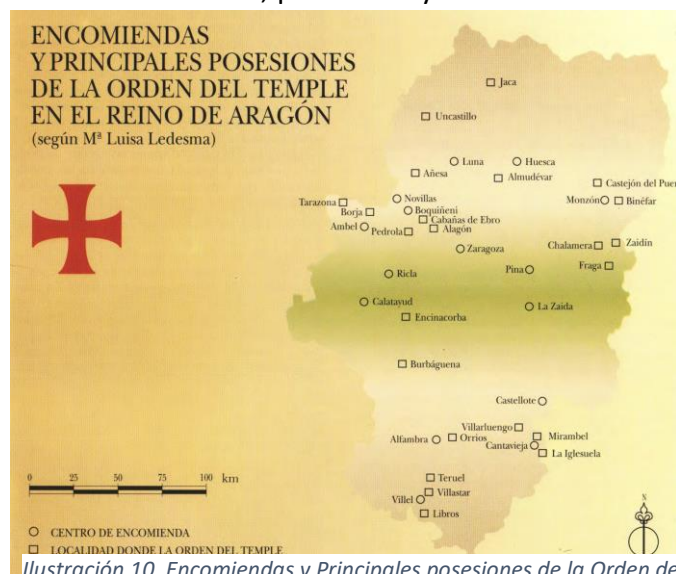 ENCOMIENDAS
Y PRINCIPALES POSESIONES
DE LA ORDEN DEL TEMPLE
EN EL REINO DE ARAGÓN
(según Mª Luisa Ledesma)
Jaca
Uncastillo
Luna
Huesca
Añesa
Almudévar
Castejón del Puer
Tarazona
Novillas
Monzón
Binéfar
Borja
Boquiñeni
Cabañas de Ebro
Ambel
Pedrola
Alagón
Zaragoza
Chalamera
Zaidín
Ricla
Pina
Fraga
Calatayud
La Zaida
Encinacorba
Burbáguena
Castellote
Villarluengo
Alfambra
Orrios
Mirambel
Cantavieja
La Iglesuela
Teruel
Villastar
Villel
Libros
0 25 50 75 100 km
N
CENTRO DE ENCOMIENDA
LOCALIDAD DONDE LA ORDEN DEL TEMPLE
Ilustración 10. Encomiendas y Principales posesiones de la Orden de